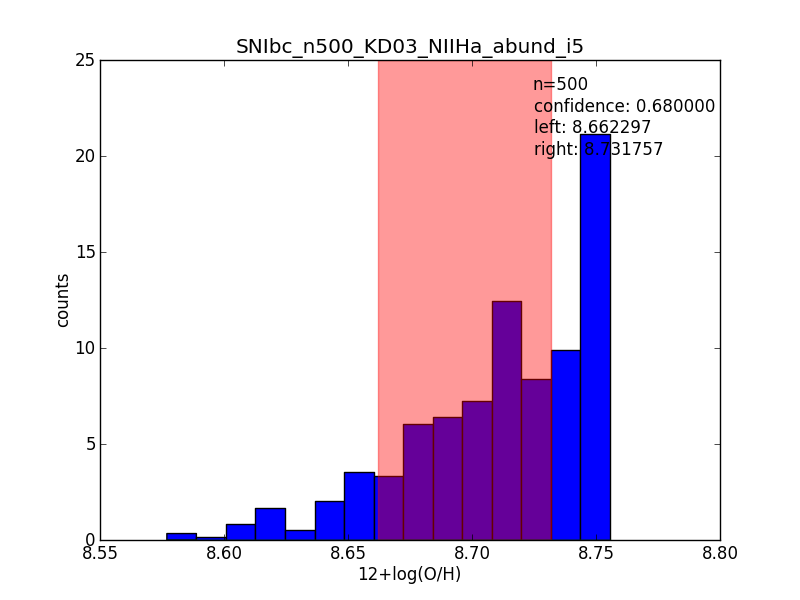 SNIbc_n500_KD03_NIIHa_abund_i5
n=500
confidence: 0.680000
left: 8.662297
right: 8.731757
counts
25
20
15
10
5
0
8.55 8.60 8.65 8.70 8.75 8.80
12+log(O/H)